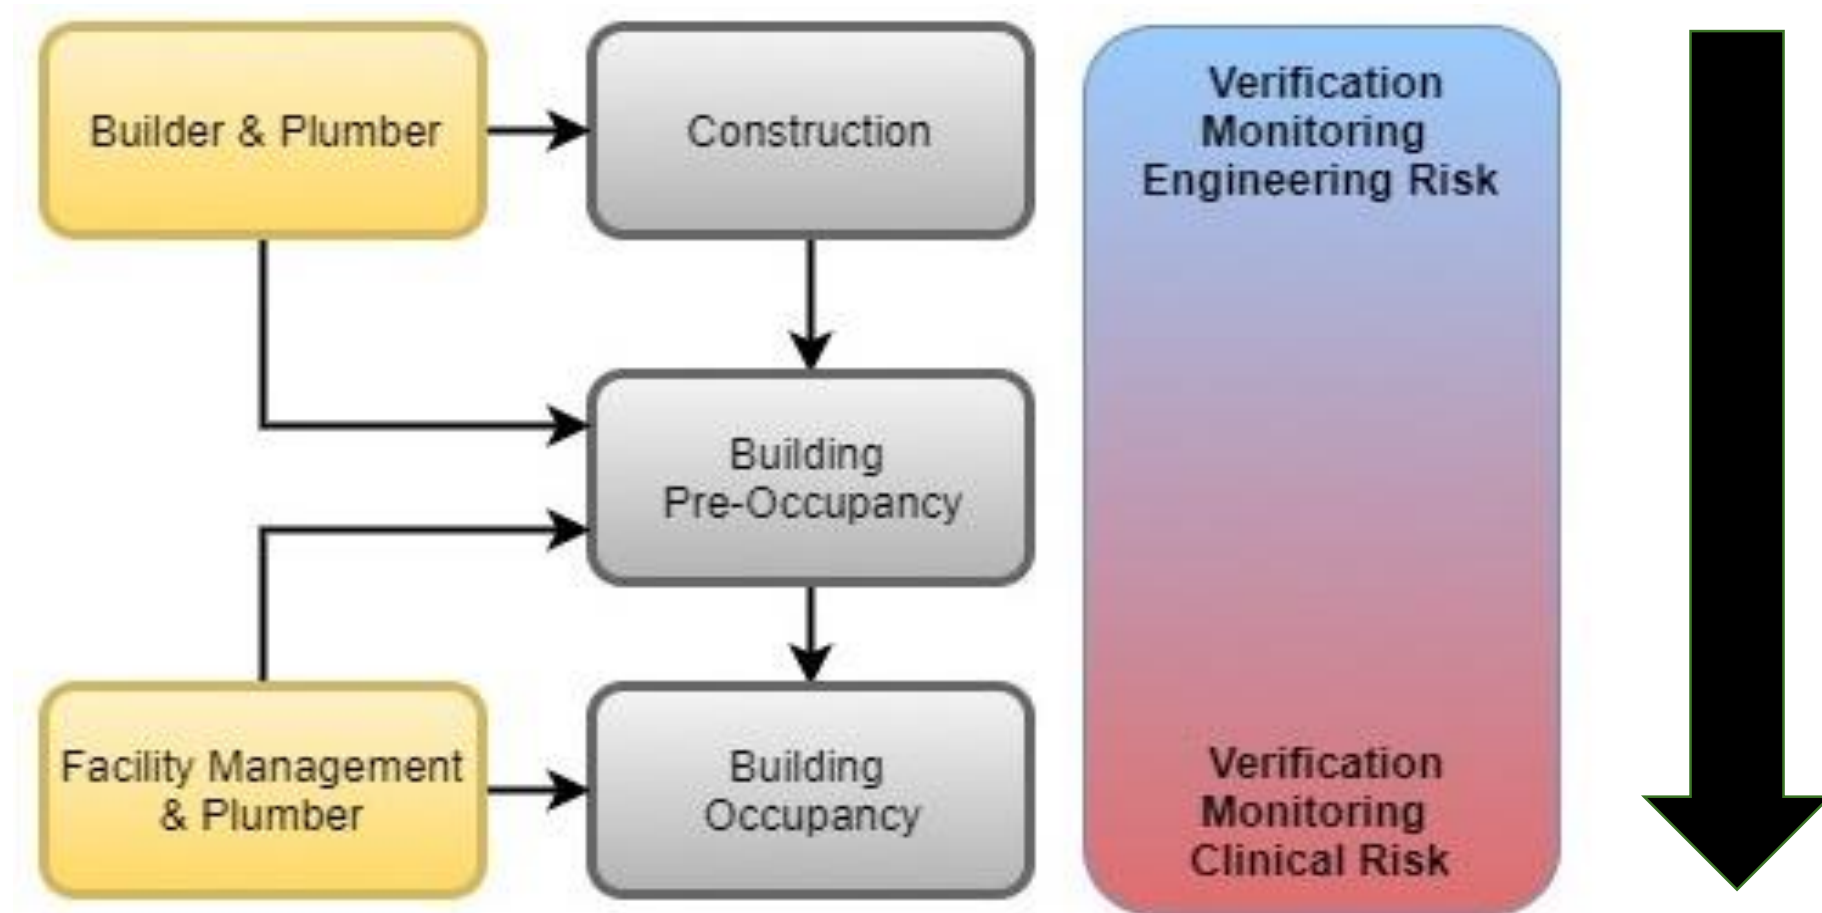 Builder & Plumber
Construction
Verification
Monitoring
Engineering Risk
Building
Pre-Occupancy
Facility Management
& Plumber
Building
Occupancy
Verification
Monitoring
Clinical Risk